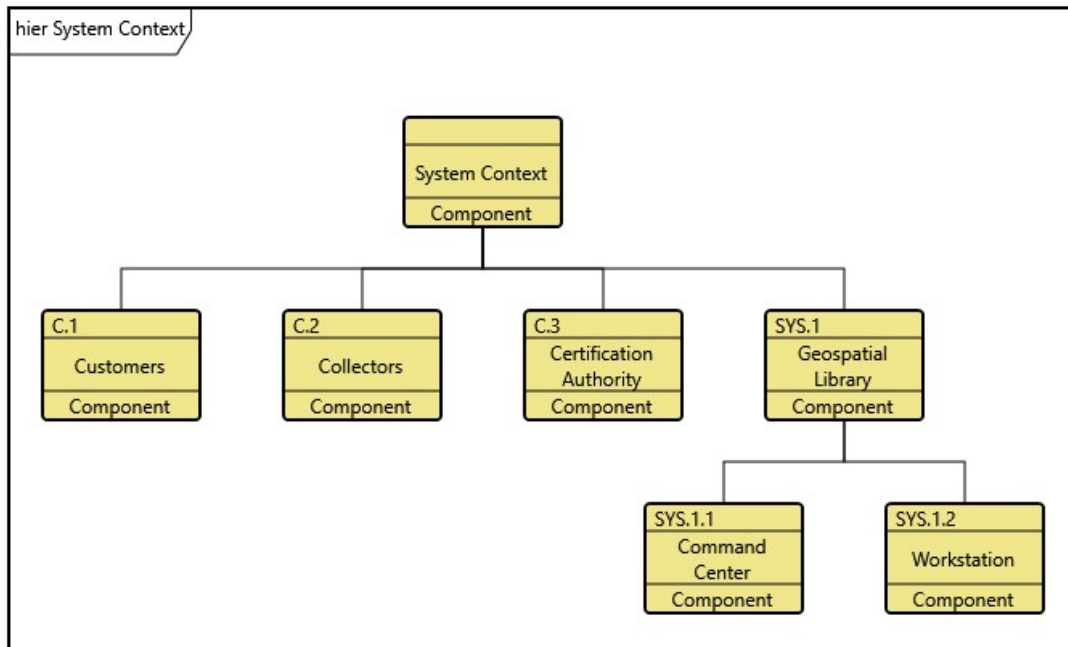 hier System Context
System Context
Component
C.1
Customers
Component
C.2
Collectors
Component
C.3
Certification
Authority
Component
SYS.1
Geospatial
Library
Component
SYS.1.1
Command
Center
Component
SYS.1.2
Workstation
Component